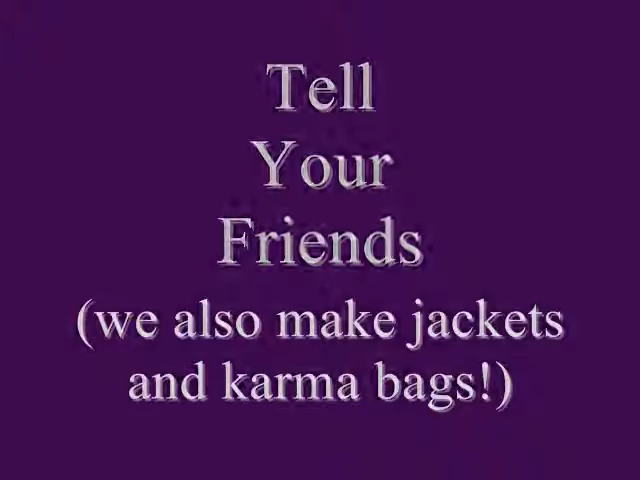 Tell
Your
Friends
(we also make jackets
and karma bags!)